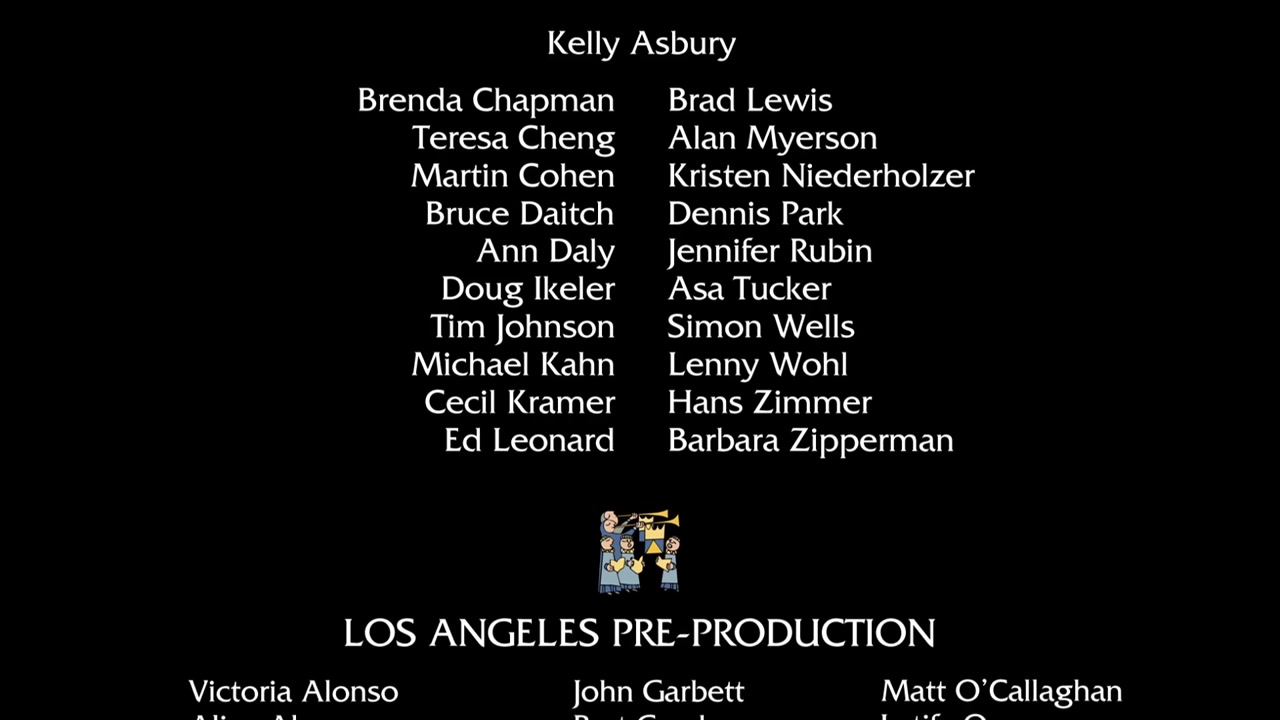 Kelly Asbury
Brenda Chapman Brad Lewis
Teresa Cheng Alan Myerson
Martin Cohen Kristen Niederholzer
Bruce Daitch Dennis Park
Ann Daly Jennifer Rubin
Doug Ikeler Asa Tucker
Tim Johnson Simon Wells
Michael Kahn Lenny Wohl
Cecil Kramer Hans Zimmer
Ed Leonard Barbara Zipperman
LOS ANGELES PRE-PRODUCTION
Victoria Alonso John Garbett Matt O’Callaghan